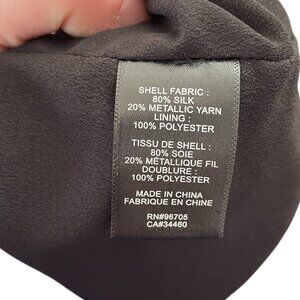 SHELL FABRIC :
80% SILK
20% METALLIC YARN
LINING :
100% POLYESTER
TISSU DE SHELL :
80% SOIE
20% MÉTALLIQUE FIL
DOUBLURE :
100% POLYESTER
MADE IN CHINA
FABRIQUE EN CHINE
RN#96705
CA#34460